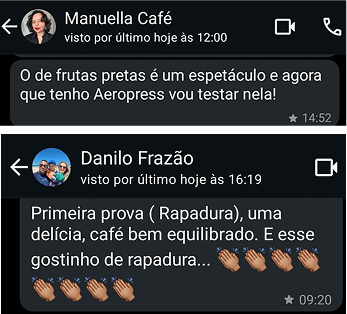 Manuella Café
visto por último hoje às 12:00
O de frutas pretas é um espetáculo e agora
que tenho Aeropress vou testar nela!
★ 14:52
Danilo Frazão
visto por último hoje às 16:19
Primeira prova ( Rapadura), uma
delícia, café bem equilibrado. E esse
gostinho de rapadura... 👏🏽👏🏽👏🏽👏🏽
👏🏽👏🏽👏🏽👏🏽
★ 09:20